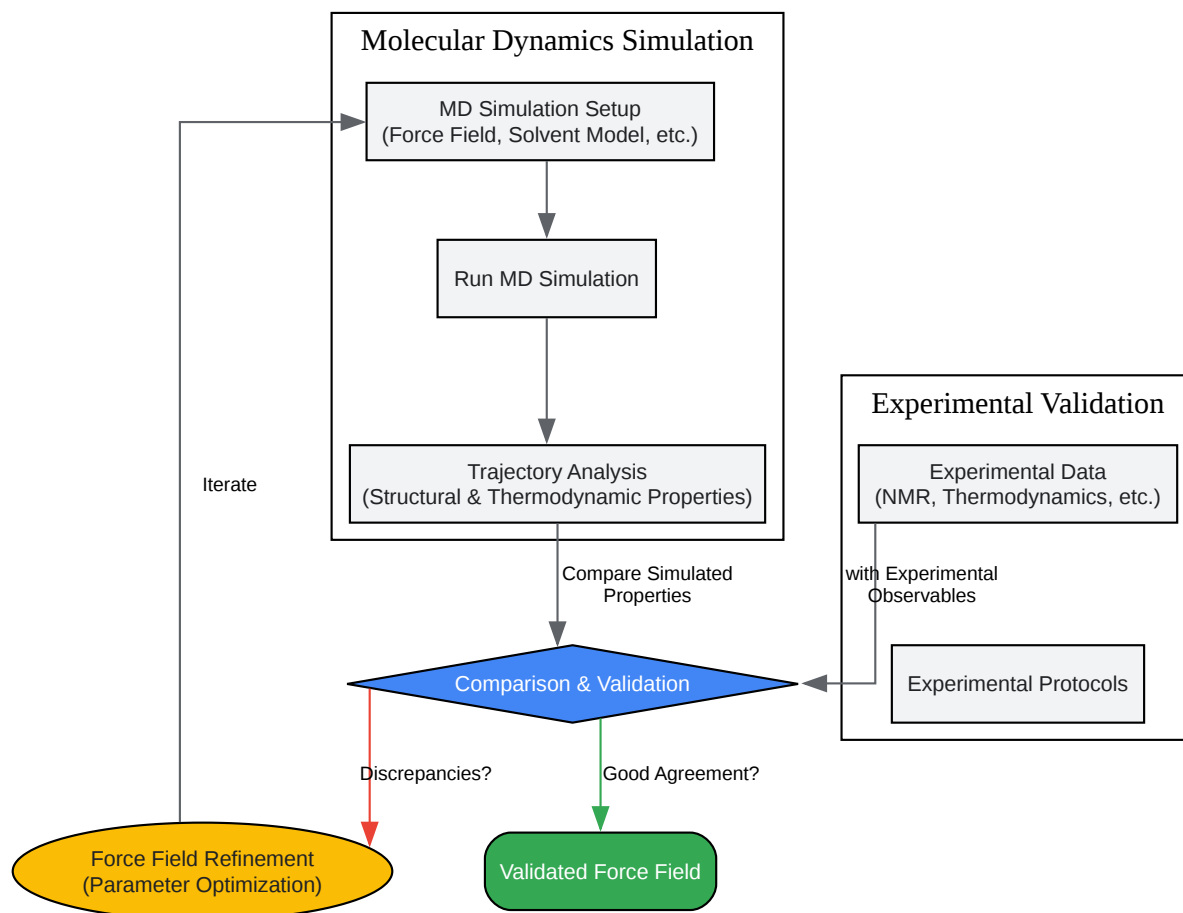 Molecular Dynamics Simulation
MD Simulation Setup
(Force Field, Solvent Model, etc.)
Run MD Simulation
Experimental Validation
Trajectory Analysis
(Structural & Thermodynamic Properties)
Experimental Data
(NMR, Thermodynamics, etc.)
Iterate
Compare Simulated
Properties
with Experimental
Observables
Comparison & Validation
Experimental Protocols
Discrepancies?
Good Agreement?
Force Field Refinement
(Parameter Optimization)
Validated Force Field